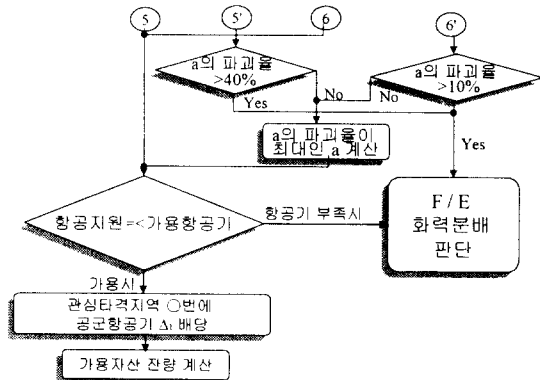 5
5'
6
6'
a의 파괴율
>40%
a의 파괴율
>10%
No
No
Yes
Yes
a의 파괴율이
최대인 a 계산
항공지원=<가용항공기
항공기 부족시
F / E
화력분배
판단
가용시
관심타격지역 ○번에
공군항공기 Δ₁ 배당
가용자산 잔량 계산